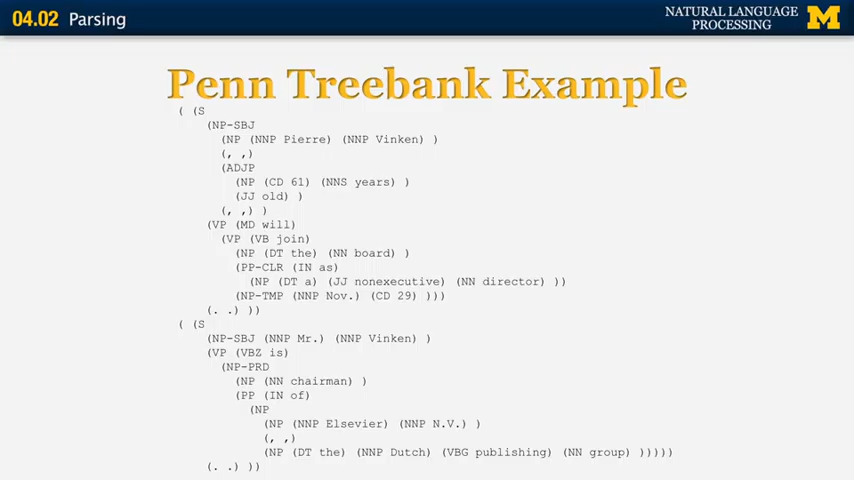 04.02 Parsing
NATURAL LANGUAGE
PROCESSING
M
Penn Treebank Example
( (S
(NP-SBJ
(NP (NNP Pierre) (NNP Vinken) )
(, ,)
(ADJP
(NP (CD 61) (NNS years) )
(JJ old) )
(, ,) )
(VP (MD will)
(VP (VB join)
(NP (DT the) (NN board) )
(PP-CLR (IN as)
(NP (DT a) (JJ nonexecutive) (NN director) ))
(NP-TMP (NNP Nov.) (CD 29) )))
(. .) ))
( (S
(NP-SBJ (NNP Mr.) (NNP Vinken) )
(VP (VBZ is)
(NP-PRD
(NP (NN chairman) )
(PP (IN of)
(NP
(NP (NNP Elsevier) (NNP N.V.) )
(, ,)
(NP (DT the) (NNP Dutch) (VBG publishing) (NN group) )))))
(. .) ))